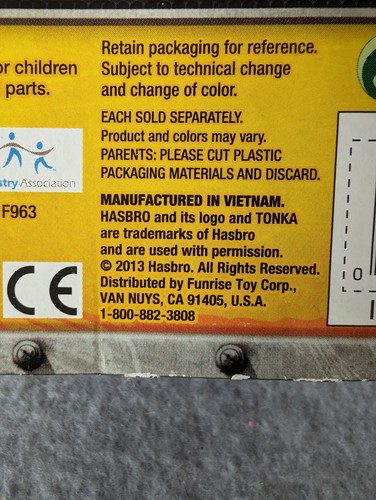 Retain packaging for reference.
or children
Subject to technical change
parts.
and change of color.
EACH SOLD SEPARATELY.
Product and colors may vary.
PARENTS: PLEASE CUT PLASTIC
PACKAGING MATERIALS AND DISCARD.
stry Association
F963
MANUFACTURED IN VIETNAM.
HASBRO and its logo and TONKA
are trademarks of Hasbro
and are used with permission.
© 2013 Hasbro. All Rights Reserved.
Distributed by Funrise Toy Corp.,
VAN NUYS, CA 91405, U.S.A.
1-800-882-3808
CE
0